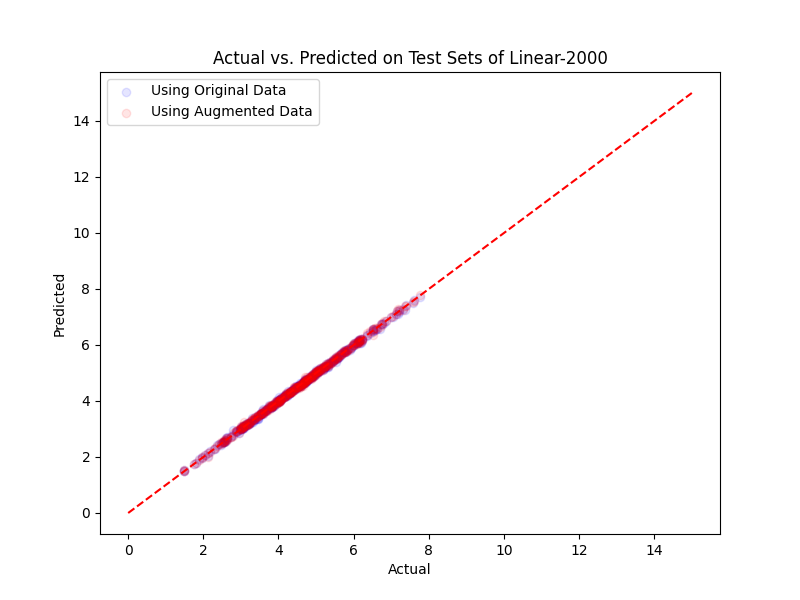 Actual vs. Predicted on Test Sets of Linear-2000
Using Original Data
Using Augmented Data
14
12
10
8
6
4
2
0
Predicted
0 2 4 6 8 10 12 14
Actual